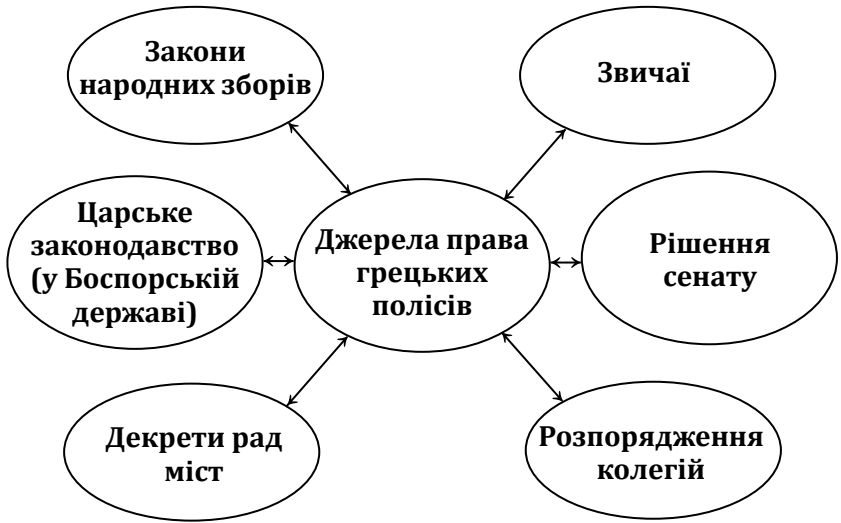 Закони
народних зборів
Звичаї
Царське
законодавство
(у Боспорській
державі)
Джерела права
грецьких
полісів
Рішення
сенату
Декрети рад
міст
Розпорядження
колегій